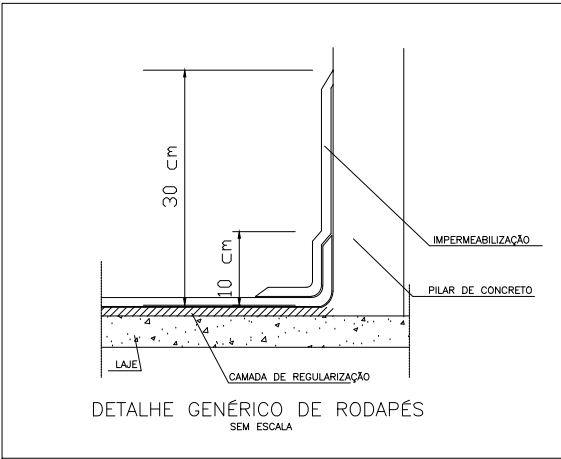 30 cm
10 cm
IMPERMEABILIZAÇÃO
PILAR DE CONCRETO
LAJE
CAMADA DE REGULARIZAÇÃO
DETALHE GENÉRICO DE RODAPÉS
SEM ESCALA